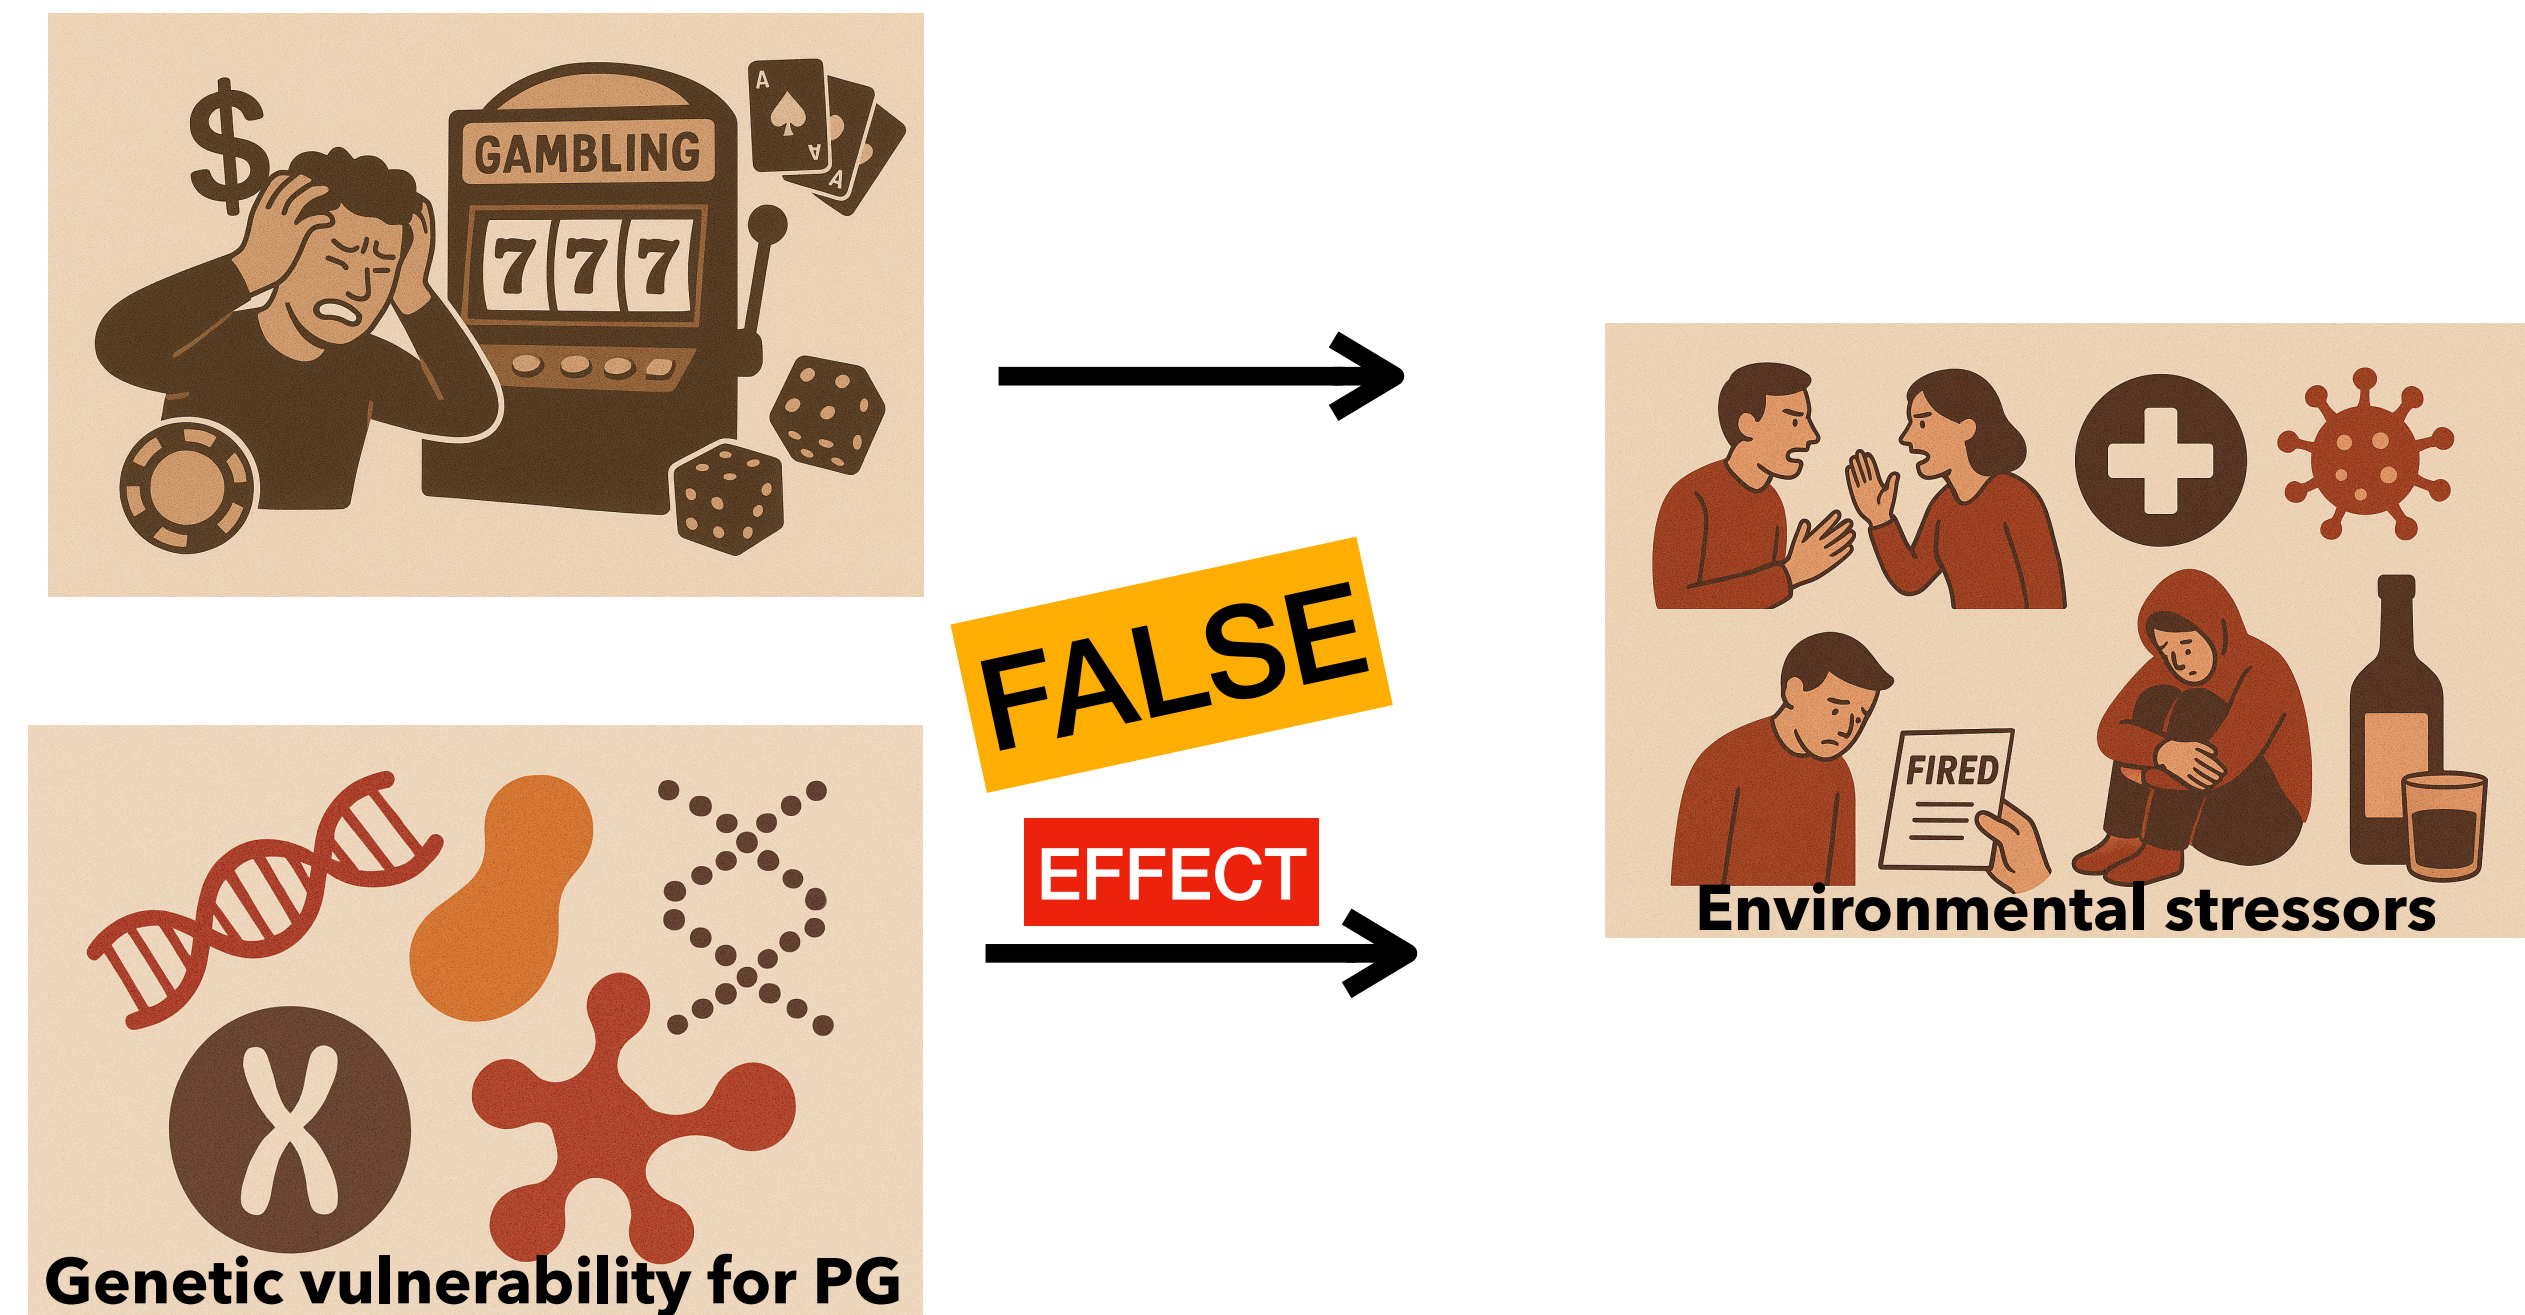 $
GAMBLING
777
A
A
A
FALSE
EFFECT
FIRED
Environmental stressors
Genetic vulnerability for PG